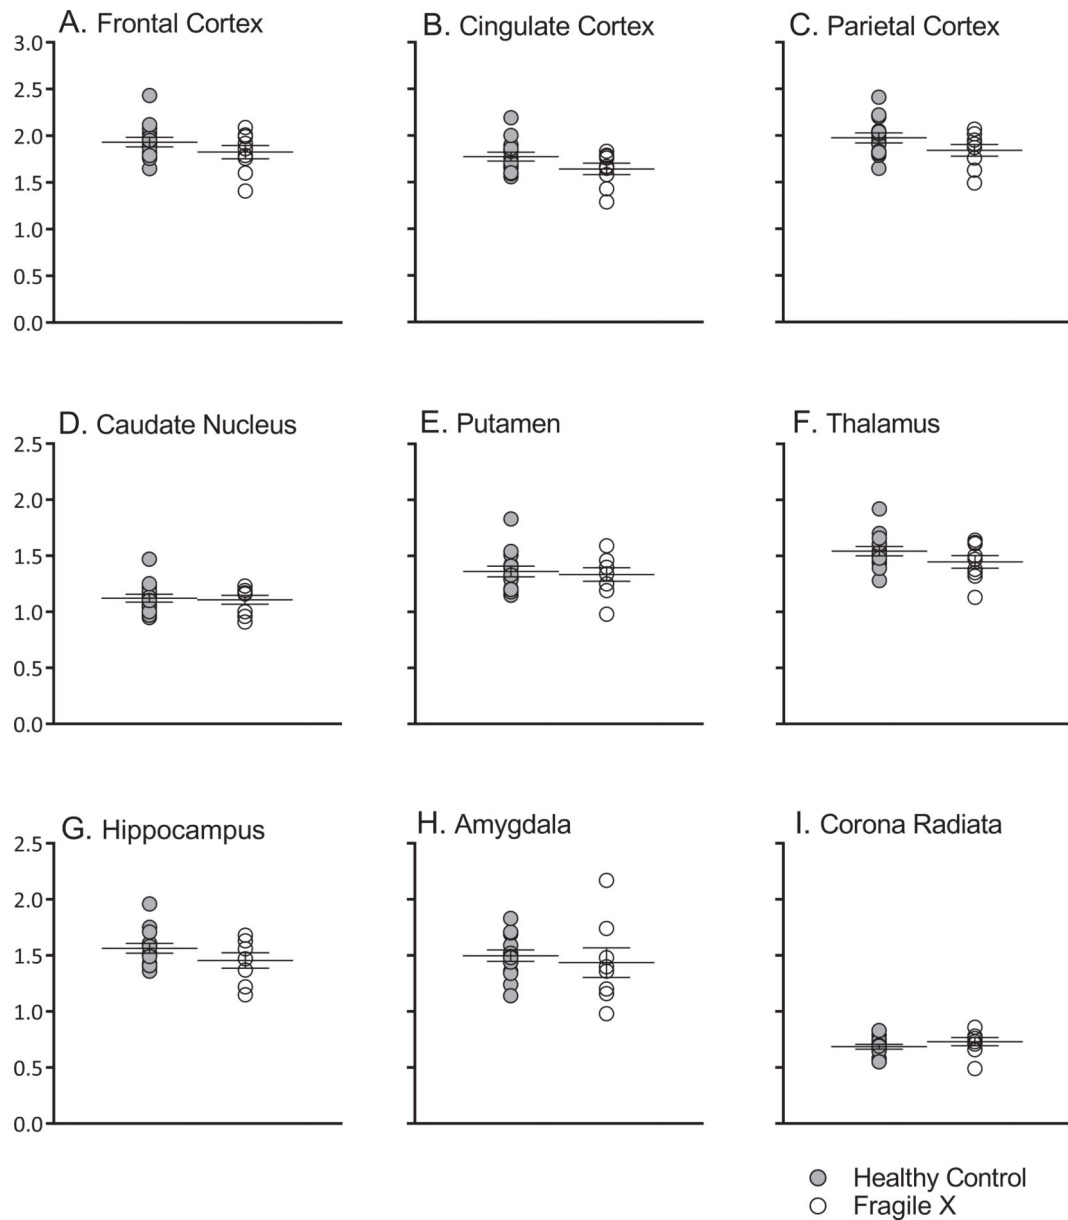 A. Frontal Cortex
B. Cingulate Cortex
C. Parietal Cortex
3.0
2.5
2.0
1.5
1.0
0.5
0.0
D. Caudate Nucleus
E. Putamen
F. Thalamus
2.5
2.0
1.5
1.0
0.5
0.0
G. Hippocampus
H. Amygdala
I. Corona Radiata
2.5
2.0
1.5
1.0
0.5
0.0
Healthy Control
Fragile X